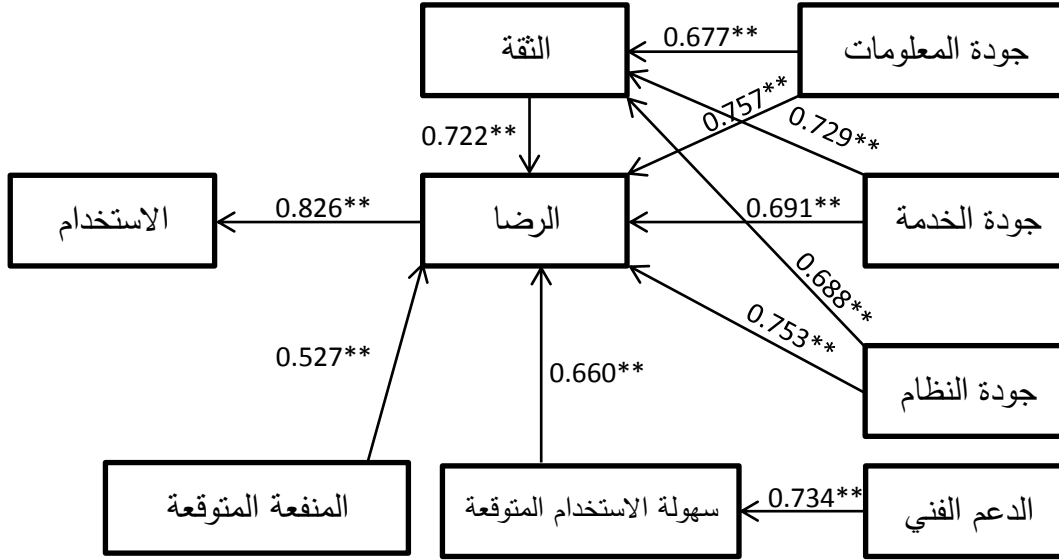 جودة المعلومات
0.677**
الثقة
0.757**
0.729**
0.722**
جودة الخدمة
0.691**
الرضا
0.826**
الاستخدام
0.688**
0.753**
جودة النظام
0.660**
0.527**
الدعم الفني
0.734**
سهولة الاستخدام المتوقعة
المنفعة المتوقعة